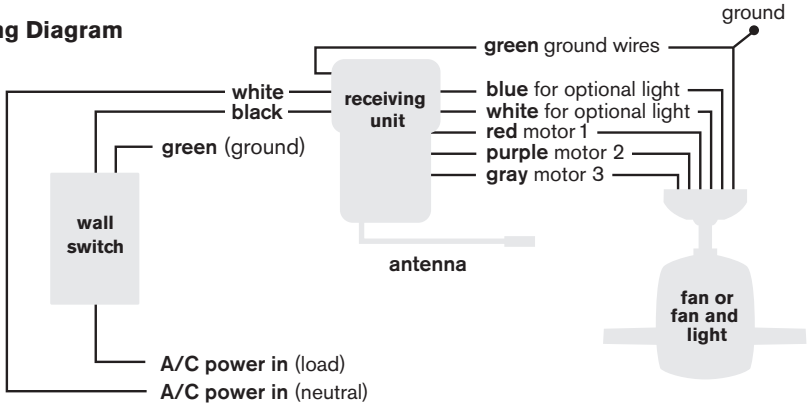 ng Diagram
ground
green ground wires
white
black
green (ground)
receiving
unit
blue for optional light
white for optional light
red motor 1
purple motor 2
gray motor 3
wall
switch
antenna
fan or
fan and
light
A/C power in (load)
A/C power in (neutral)